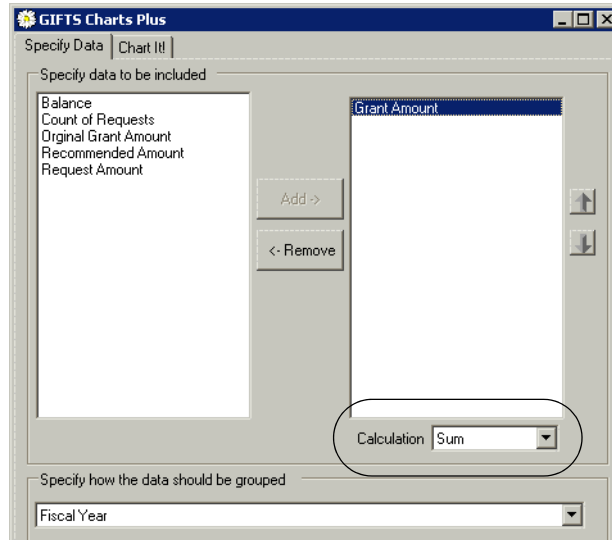 GIFTS Charts Plus
Specify Data
Chart It!
Specify data to be included
Balance
Count of Requests
Orginal Grant Amount
Recommended Amount
Request Amount
Add ->
<- Remove
Grant Amount
Calculation Sum
Specify how the data should be grouped
Fiscal Year